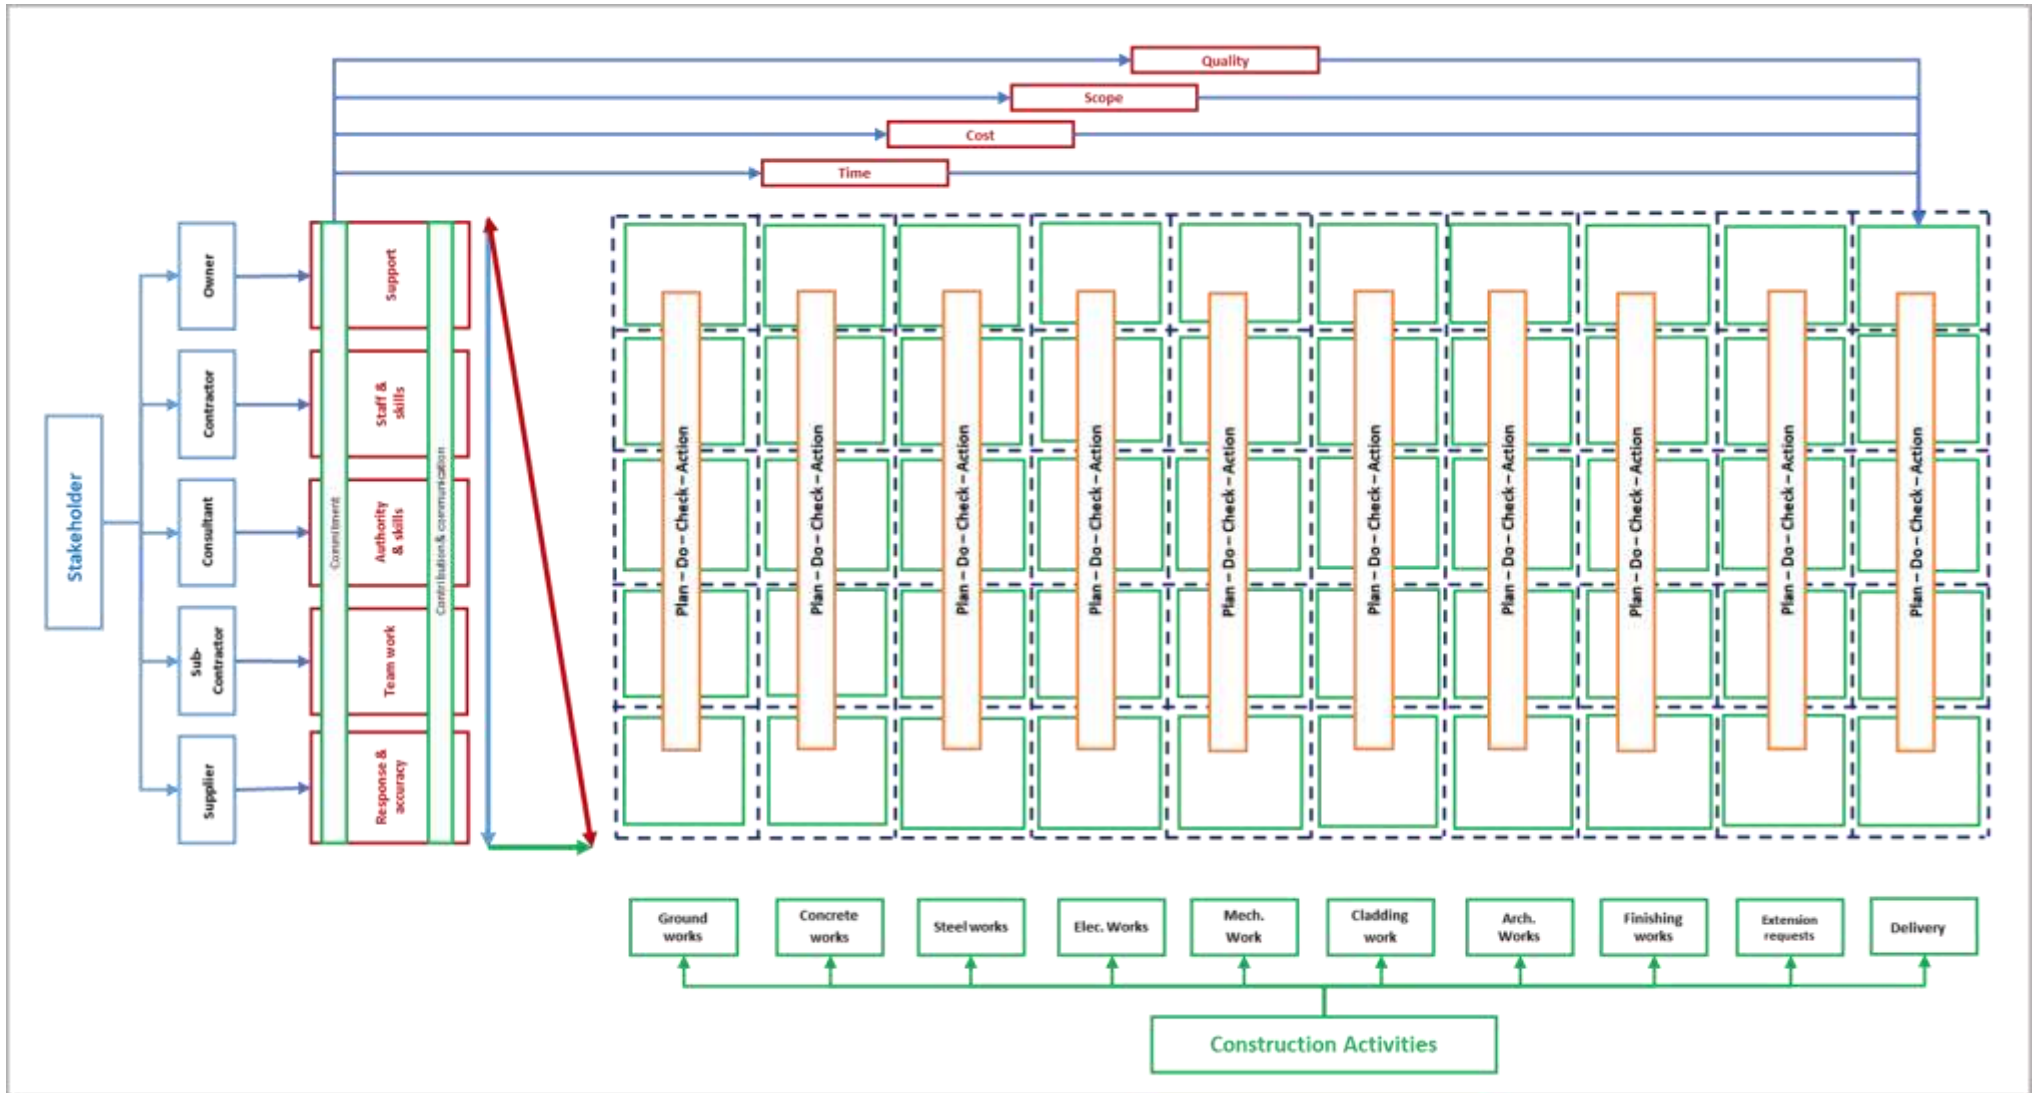 Quality
Scope
Cost
Time
Stakeholder
Owner
Contractor
Consultant
Sub-
Contractor
Supplier
Support
Staff &
skills
Authority
& skills
Team work
Response &
accuracy
Commitment
Contribution & communication
Plan – Do – Check – Action
Plan – Do – Check – Action
Plan – Do – Check – Action
Plan – Do – Check – Action
Plan – Do – Check – Action
Plan – Do – Check – Action
Plan – Do – Check – Action
Plan – Do – Check – Action
Plan – Do – Check – Action
Plan – Do – Check – Action
Ground
works
Concrete
works
Steel works
Elec. Works
Mech.
Work
Cladding
work
Arch.
Works
Finishing
works
Extension
requests
Delivery
Construction Activities